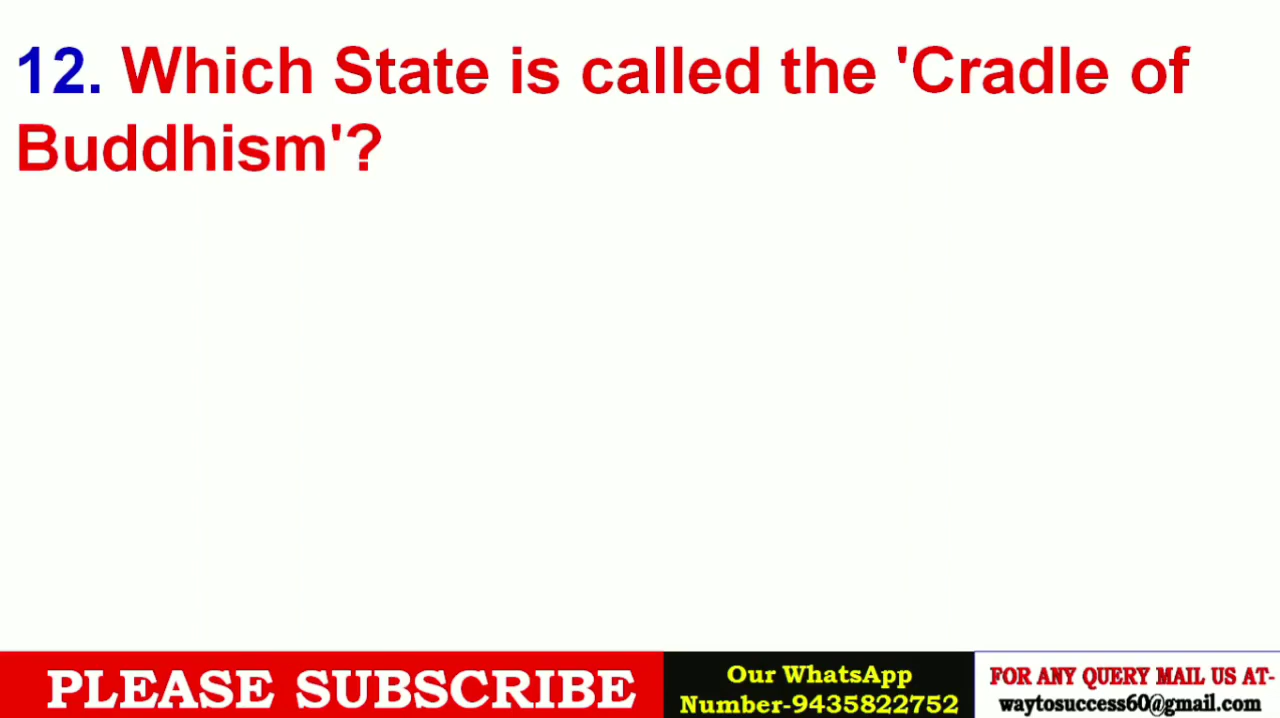 12. Which State is called the 'Cradle of
Buddhism'?
PLEASE SUBSCRIBE
Our WhatsApp
Number-9435822752
FOR ANY QUERY MAIL US AT-
waytosuccess60@gmail.com